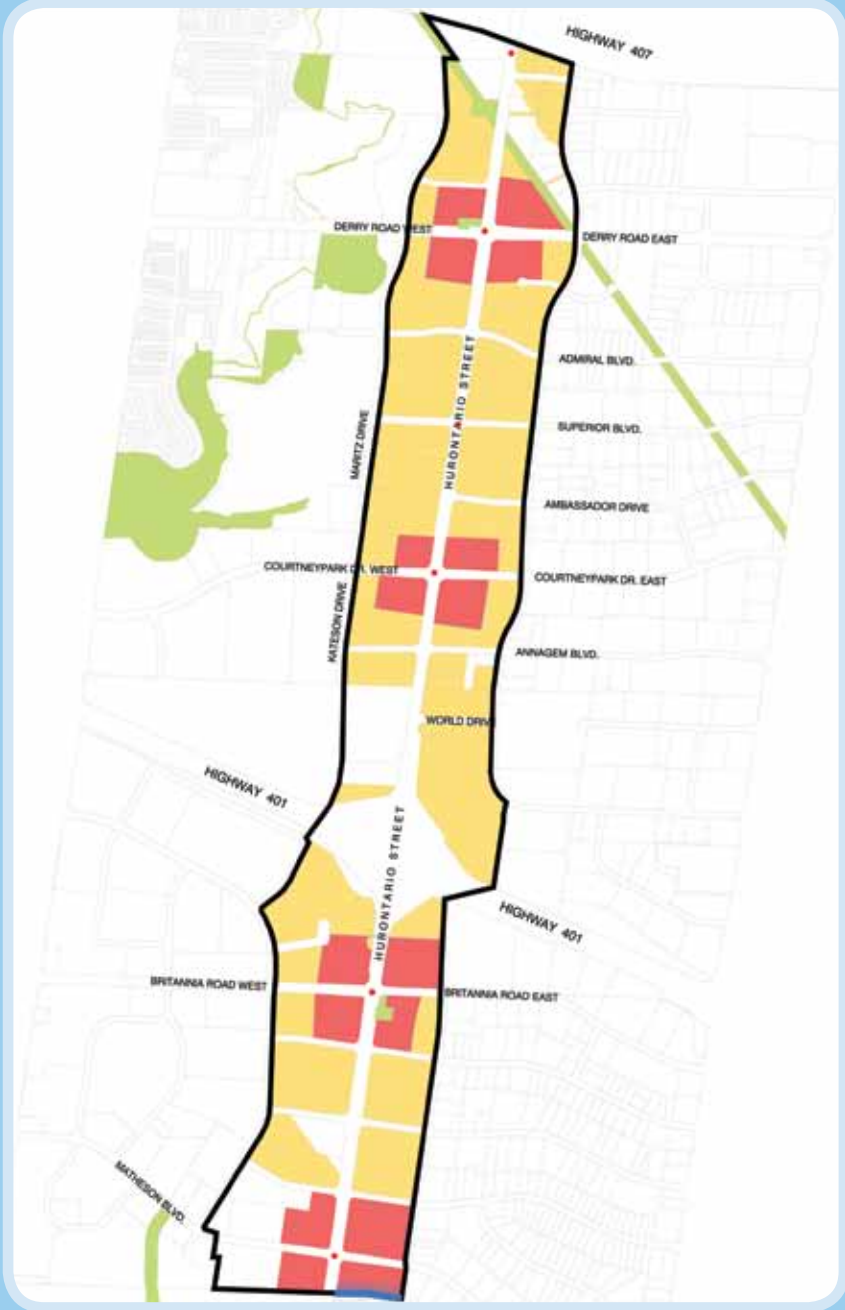 HIGHWAY 407
DERRY ROAD WEST
DERRY ROAD EAST
ADMIRAL BLVD.
HURONTARIO STREET
MARITZ DRIVE
SUPERIOR BLVD.
AMBASSADOR DRIVE
COURTNEYPARK DR. WEST
COURTNEYPARK DR. EAST
KATESON DRIVE
ANNAGEM BLVD.
WORLD DRIVE
HIGHWAY 401
HURONTARIO STREET
HIGHWAY 401
BRITANNIA ROAD WEST
BRITANNIA ROAD EAST
MATHESON BLVD.